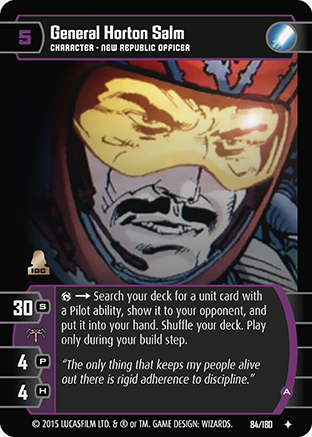 5 General Horton Salm
CHARACTER - NEW REPUBLIC OFFICER
IDC
30 S
4 P
4 H
→ Search your deck for a unit card with
a Pilot ability, show it to your opponent, and
put it into your hand. Shuffle your deck. Play
only during your build step.
“The only thing that keeps my people alive
out there is rigid adherence to discipline.”
A
© 2015 LUCASFILM LTD. & ® or TM. GAME DESIGN: WIZARDS. 84/180